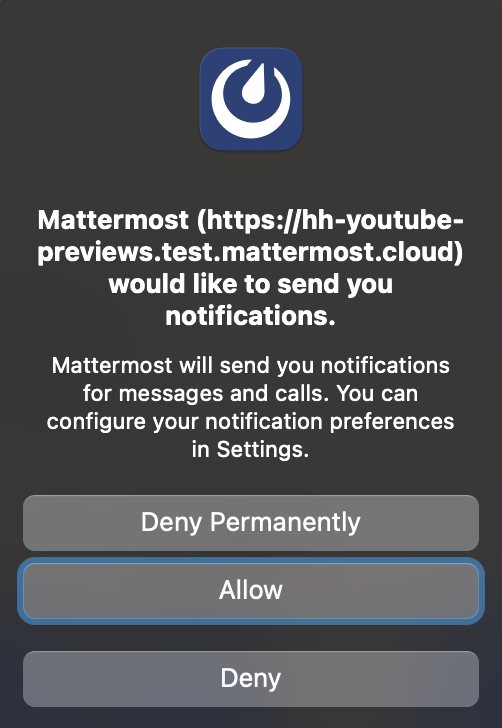 Mattermost (https://hh-youtube-
previews.test.mattermost.cloud)
would like to send you
notifications.
Mattermost will send you notifications
for messages and calls. You can
configure your notification preferences
in Settings.
Deny Permanently
Allow
Deny